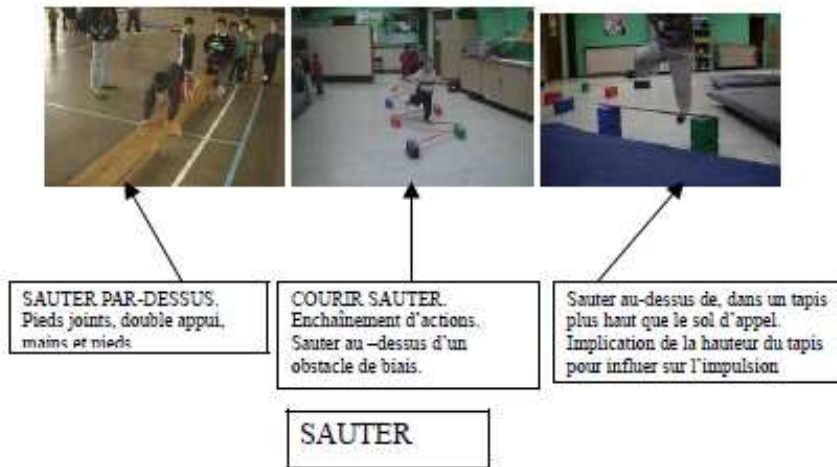 SAUTER PAR-DESSUS.
Pieds joints, double appui,
mains et pieds
COURIR SAUTER.
Enchaînement d'actions.
Sauter au –dessus d'un
obstacle de biais.
Sauter au-dessus de, dans un tapis
plus haut que le sol d'appel.
Implication de la hauteur du tapis
pour influer sur l'impulsion
SAUTER